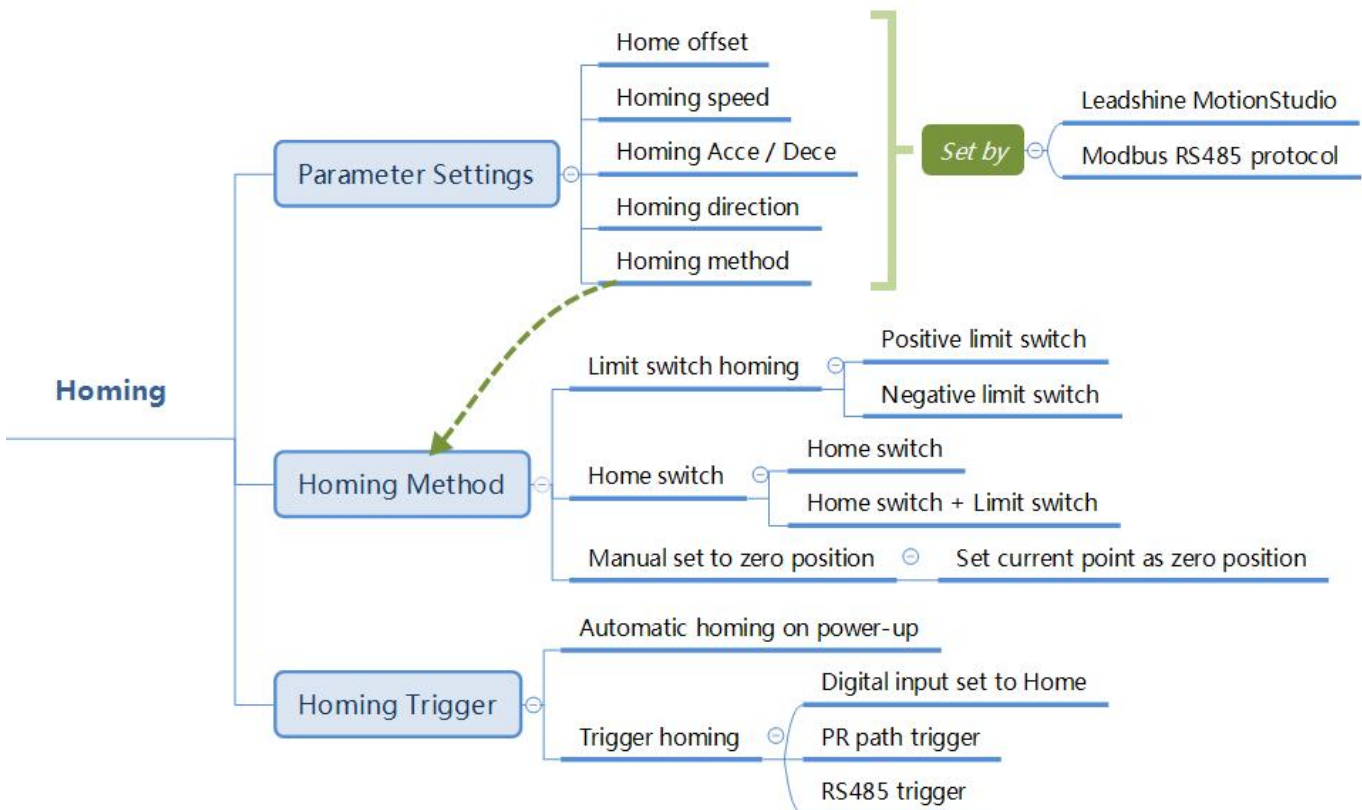 Homing
Parameter Settings
Home offset
Homing speed
Homing Acce / Dece
Homing direction
Homing method
Set by
Leadshine MotionStudio
Modbus RS485 protocol
Homing Method
Limit switch homing
Positive limit switch
Negative limit switch
Home switch
Home switch
Home switch + Limit switch
Manual set to zero position
Set current point as zero position
Homing Trigger
Automatic homing on power-up
Trigger homing
Digital input set to Home
PR path trigger
RS485 trigger